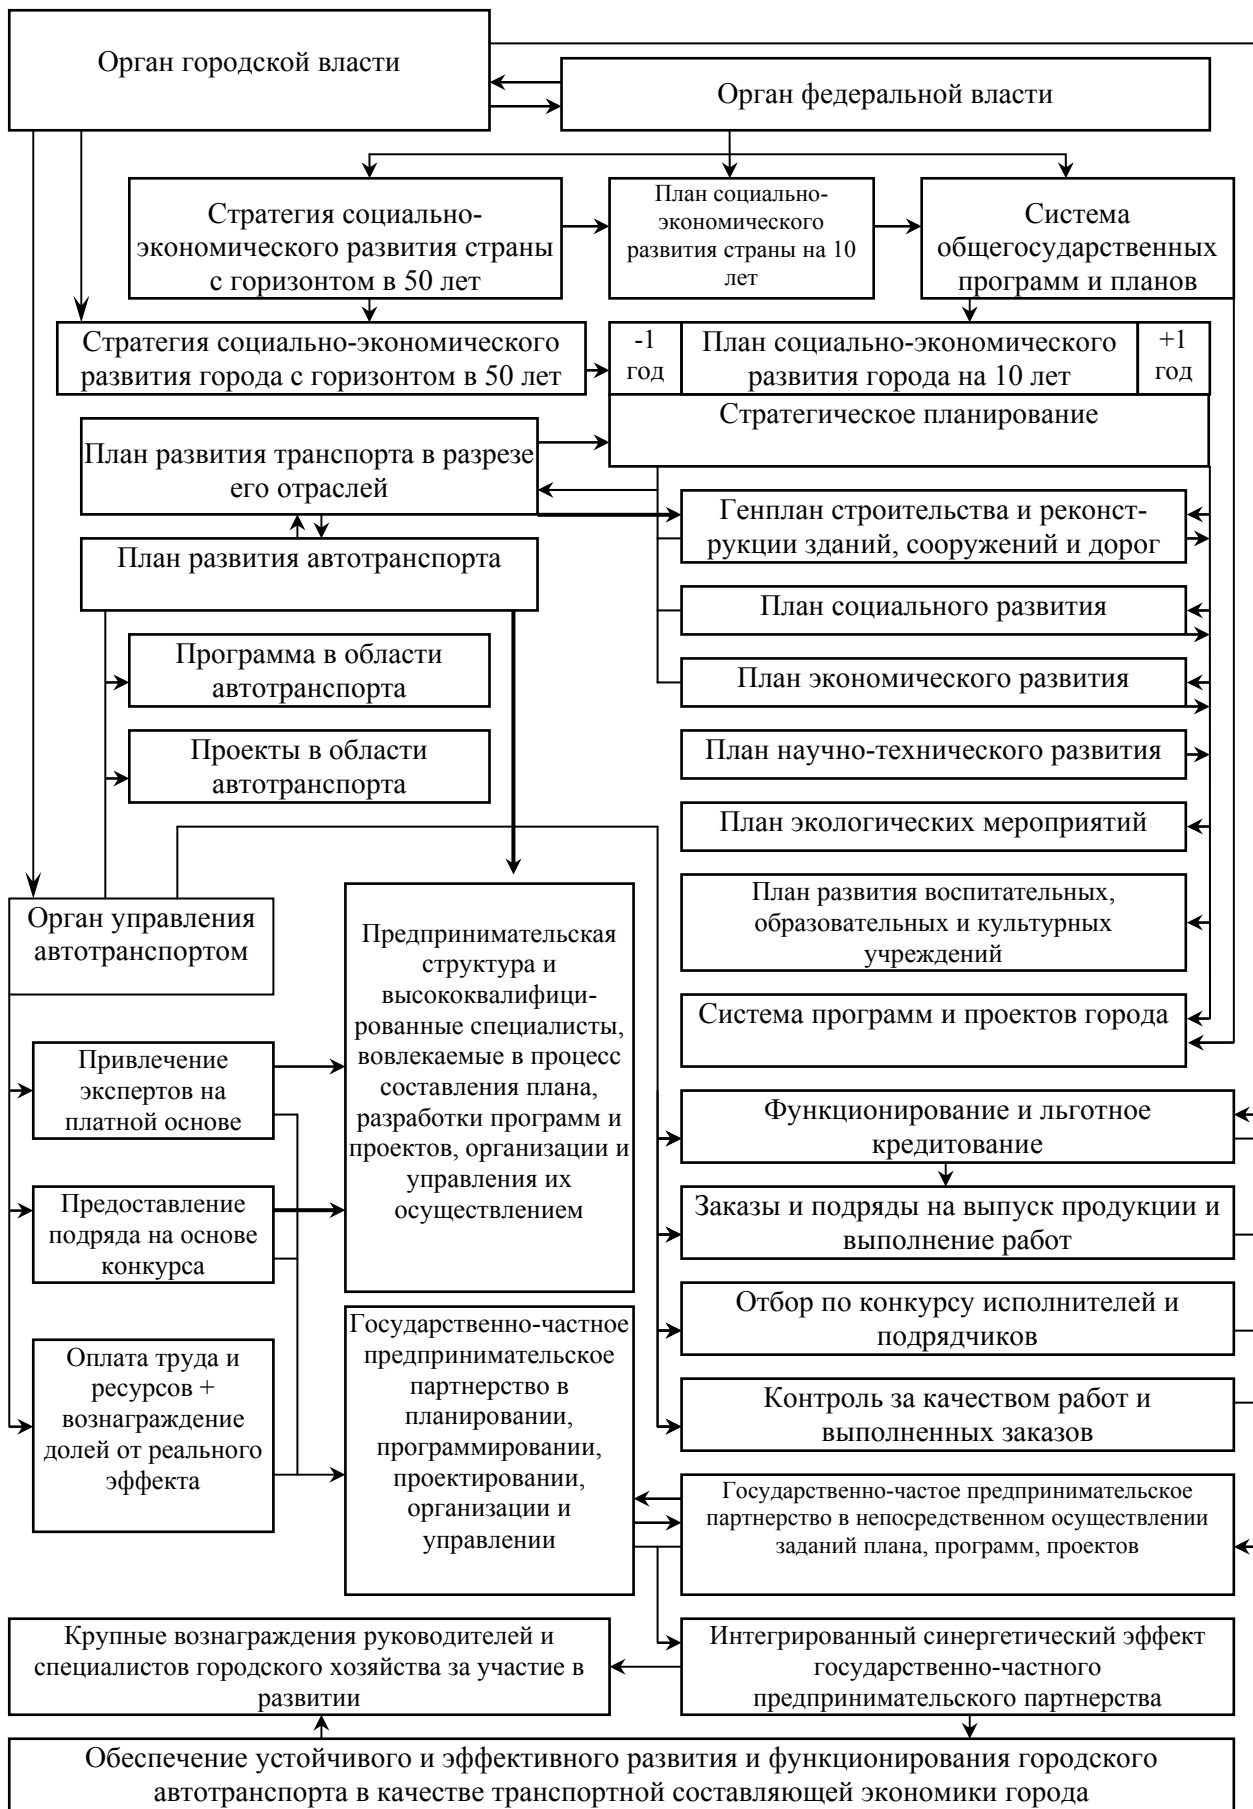 Орган городской власти
Орган федеральной власти
Стратегия социально-
экономического развития страны
с горизонтом в 50 лет
План социально-
экономического
развития страны на 10
лет
Система
общегосударственных
программ и планов
Стратегия социально-экономического
развития города с горизонтом в 50 лет
-1
год
План социально-экономического
развития города на 10 лет
+1
год
Стратегическое планирование
План развития транспорта в разрезе
его отраслей
Генплан строительства и реконст-
рукции зданий, сооружений и дорог
План развития автотранспорта
План социального развития
Программа в области
автотранспорта
План экономического развития
Проекты в области
автотранспорта
План научно-технического развития
План экологических мероприятий
План развития воспитательных,
образовательных и культурных
учреждений
Орган управления
автотранспортом
Предпринимательская
структура и
высококвалифици-
рованные специалисты,
вовлекаемые в процесс
составления плана,
разработки программ и
проектов, организации и
управления их
осуществлением
Система программ и проектов города
Привлечение
экспертов на
платной основе
Функционирование и льготное
кредитование
Предоставление
подряда на основе
конкурса
Заказы и подряды на выпуск продукции и
выполнение работ
Отбор по конкурсу исполнителей и
подрядчиков
Оплата труда и
ресурсов +
вознаграждение
долей от реального
эффекта
Государственно-частное
предпринимательское
партнерство в
планировании,
программировании,
проектировании,
организации и
управлении
Контроль за качеством работ и
выполненных заказов
Государственно-частое предпринимательское
партнерство в непосредственном осуществлении
заданий плана, программ, проектов
Крупные вознаграждения руководителей и
специалистов городского хозяйства за участие в
развитии
Интегрированный синергетический эффект
государственно-частного
предпринимательского партнерства
Обеспечение устойчивого и эффективного развития и функционирования городского
автотранспорта в качестве транспортной составляющей экономики города